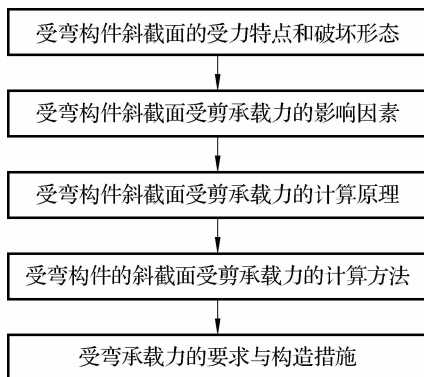 受弯构件斜截面的受力特点和破坏形态
受弯构件斜截面受剪承载力的影响因素
受弯构件斜截面受剪承载力的计算原理
受弯构件的斜截面受剪承载力的计算方法
受弯承载力的要求与构造措施